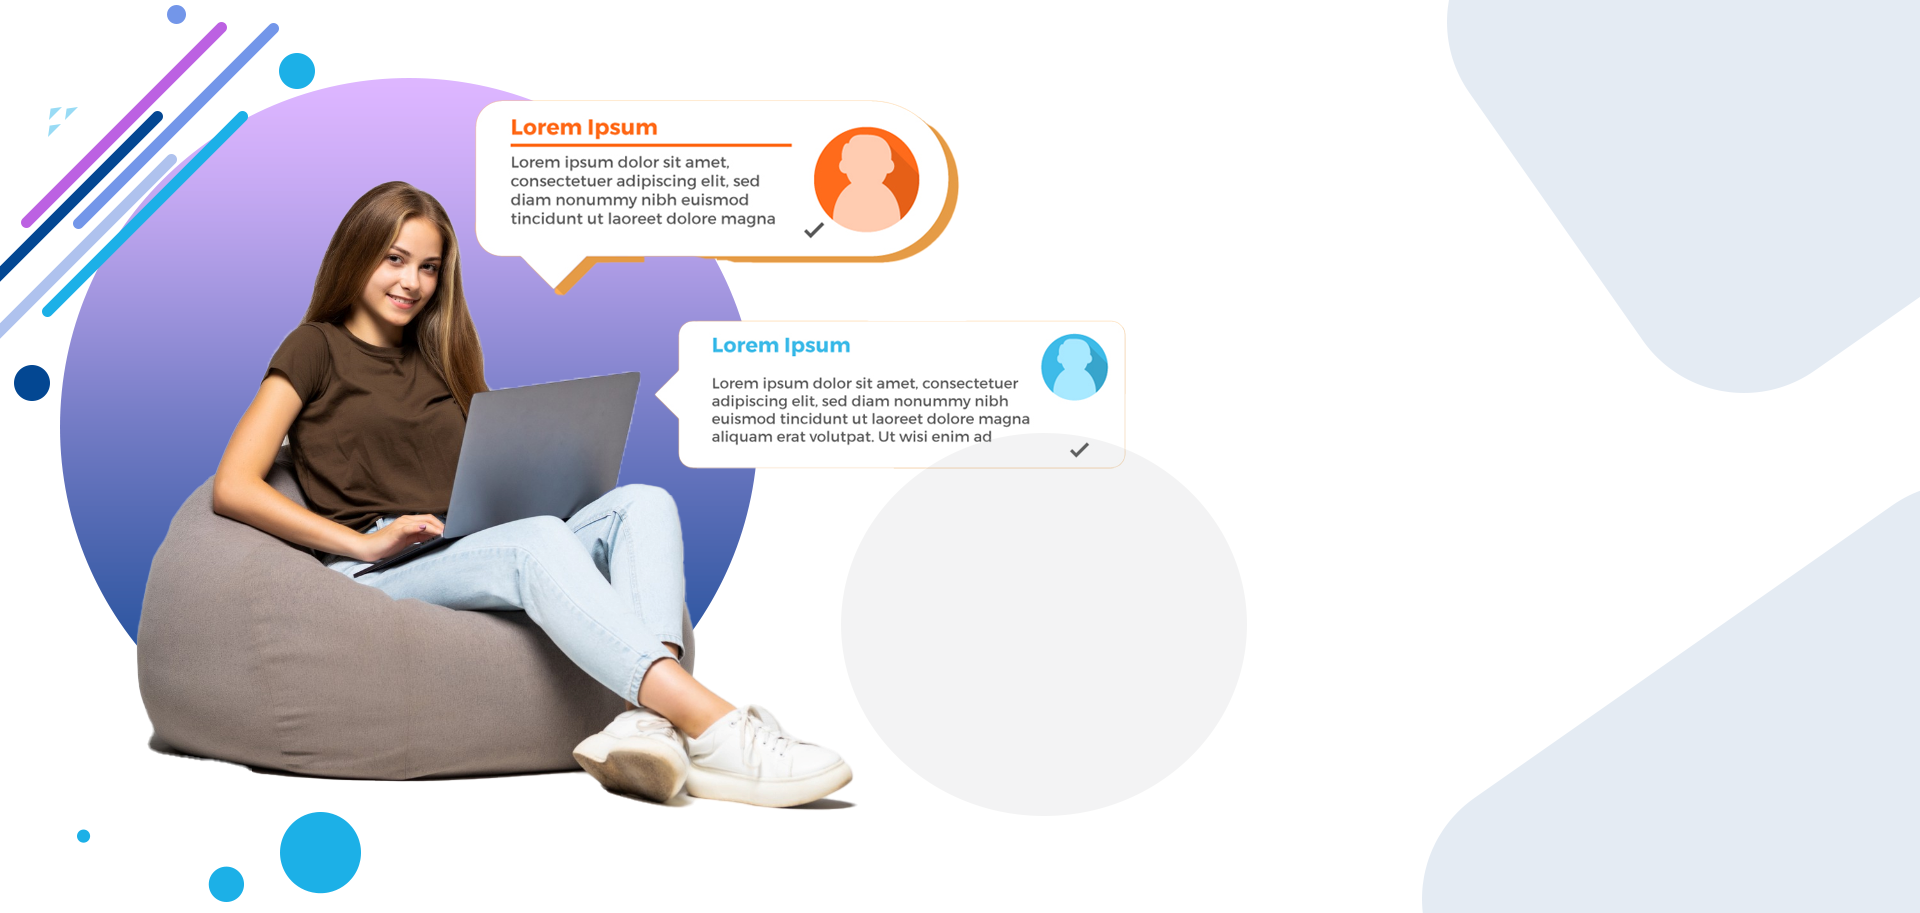 Lorem Ipsum
Lorem ipsum dolor sit amet,
consectetuer adipiscing elit, sed
diam nonummy nibh euismod
tincidunt ut laoreet dolore magna
Lorem Ipsum
Lorem ipsum dolor sit amet, consectetuer
adipiscing elit, sed diam nonummy nibh
euismod tincidunt ut laoreet dolore magna
aliquam erat volutpat. Ut wisi enim ad